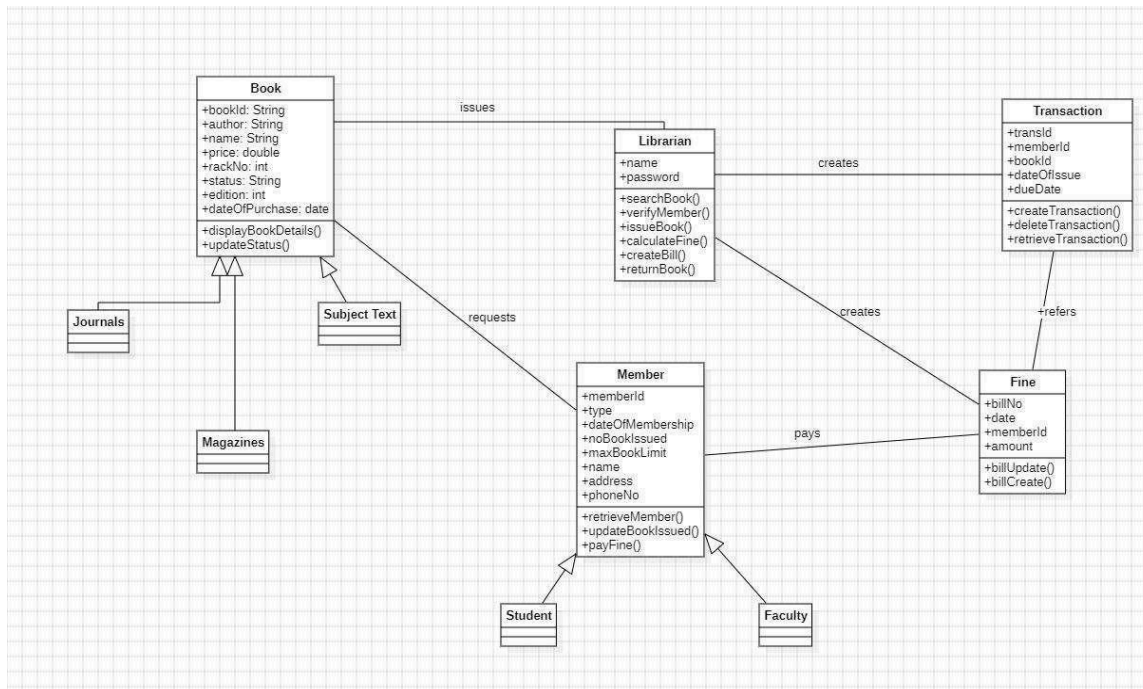 Book
+bookId: String
+author: String
+name: String
+price: double
+rackNo: int
+status: String
+edition: int
+dateOfPurchase: date
+displayBookDetails()
+updateStatus()
issues
Librarian
+name
+password
+searchBook()
+verifyMember()
+issueBook()
+calculateFine()
+createBill()
+returnBook()
creates
Transaction
+transId
+memberId
+bookId
+dateOfIssue
+dueDate
+createTransaction()
+deleteTransaction()
+retrieveTransaction()
Journals
Subject Text
requests
creates
+refers
Magazines
Member
+memberId
+type
+dateOfMembership
+noBookIssued
+maxBookLimit
+name
+address
+phoneNo
+retrieveMember()
+updateBookIssued()
+payFine()
pays
Fine
+billNo
+date
+memberId
+amount
+billUpdate()
+billCreate()
Student
Faculty